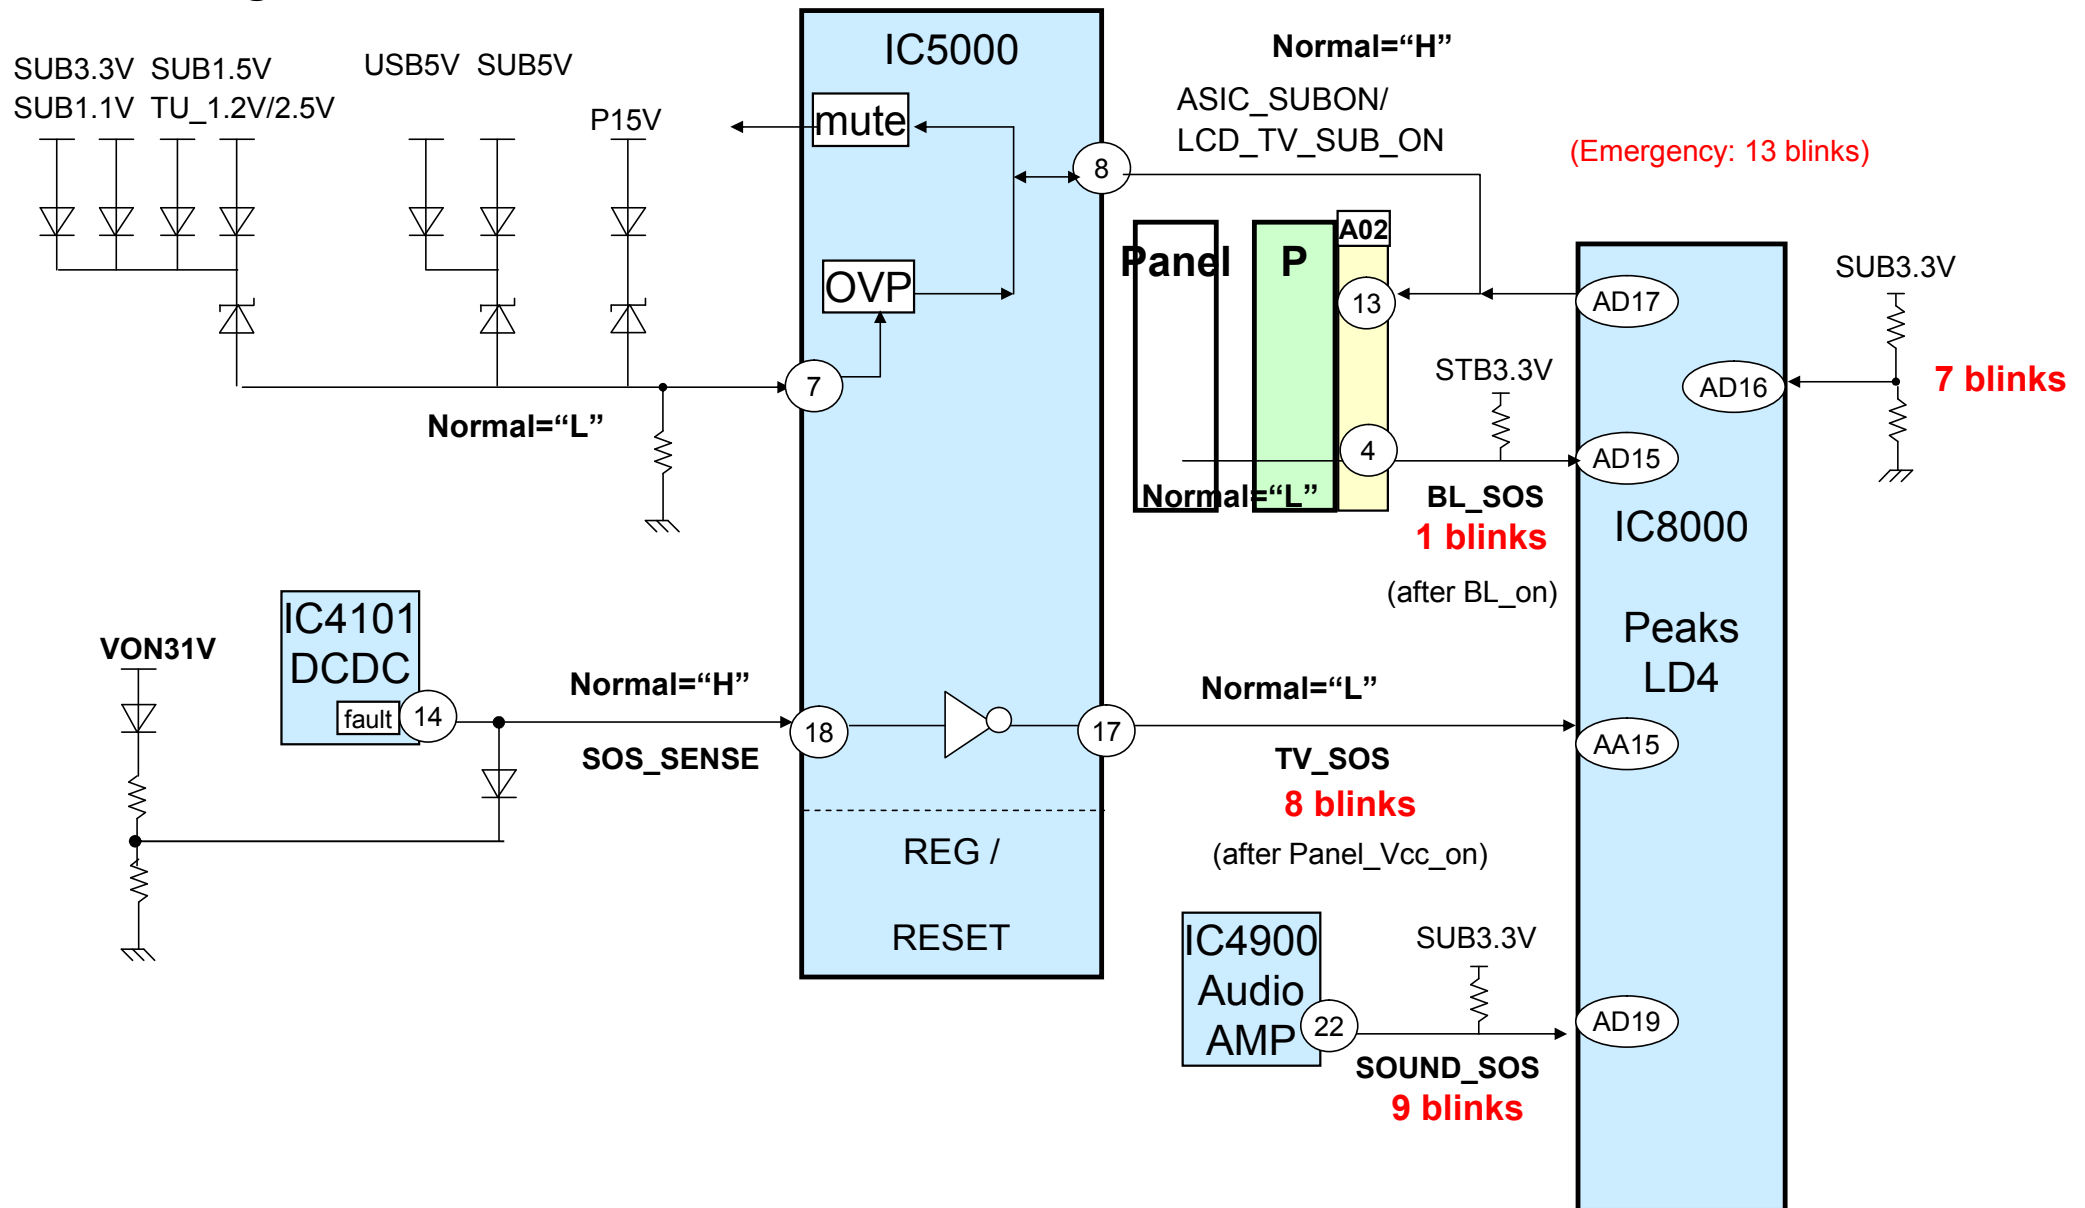 SUB3.3V SUB1.5V
SUB1.1V TU_1.2V/2.5V
USB5V SUB5V
P15V
IC5000
mute
OVP
8
7
Normal="L"
Normal="H"
ASIC_SUBON/
LCD_TV_SUB_ON
(Emergency: 13 blinks)
Panel
P
A02
13
4
AD17
SUB3.3V
AD16
7 blinks
STB3.3V
AD15
Normal="L"
BL_SOS
1 blinks
(after BL_on)
IC8000
Peaks
LD4
VON31V
IC4101
DCDC
fault
14
Normal="H"
SOS_SENSE
18
17
Normal="L"
TV_SOS
8 blinks
(after Panel_Vcc_on)
AA15
REG /
RESET
IC4900
Audio
AMP
22
SUB3.3V
SOUND_SOS
9 blinks
AD19